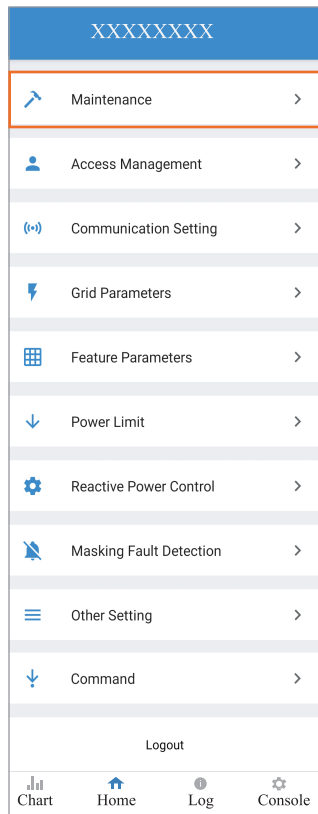 XXXXXXXX
Maintenance
Access Management
Communication Setting
Grid Parameters
Feature Parameters
Power Limit
Reactive Power Control
Masking Fault Detection
Other Setting
Command
Logout
Chart Home Log Console